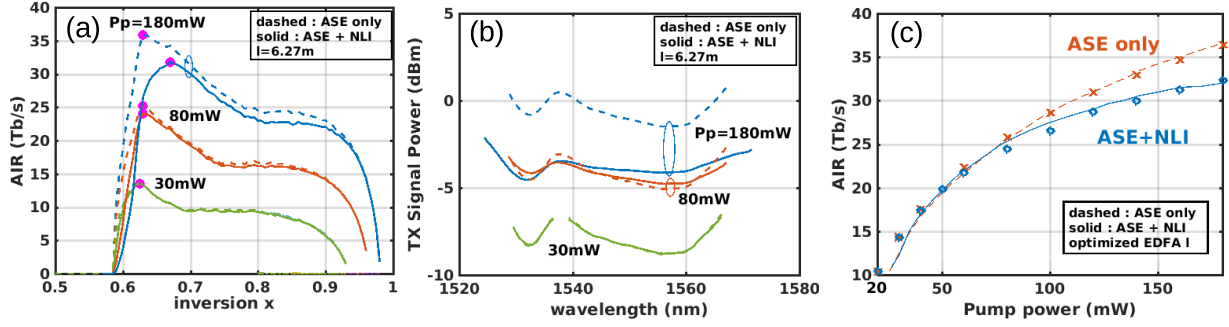 (a)
Pp=180mW
dashed : ASE only
solid : ASE + NLI
l=6.27m
80mW
30mW
40
35
30
25
20
15
10
5
0
AIR (Tb/s)
0.5 0.6 0.7 0.8 0.9 1
inversion x
(b)
dashed : ASE only
solid : ASE + NLI
l=6.27m
Pp=180mW
80mW
30mW
5
0
-5
-10
TX Signal Power (dBm)
1520 1540 1560 1580
wavelength (nm)
(c)
ASE only
ASE+NLI
dashed : ASE only
solid : ASE + NLI
optimized EDFA l
40
35
30
25
20
15
10
AIR (Tb/s)
20 50 100 150
Pump power (mW)